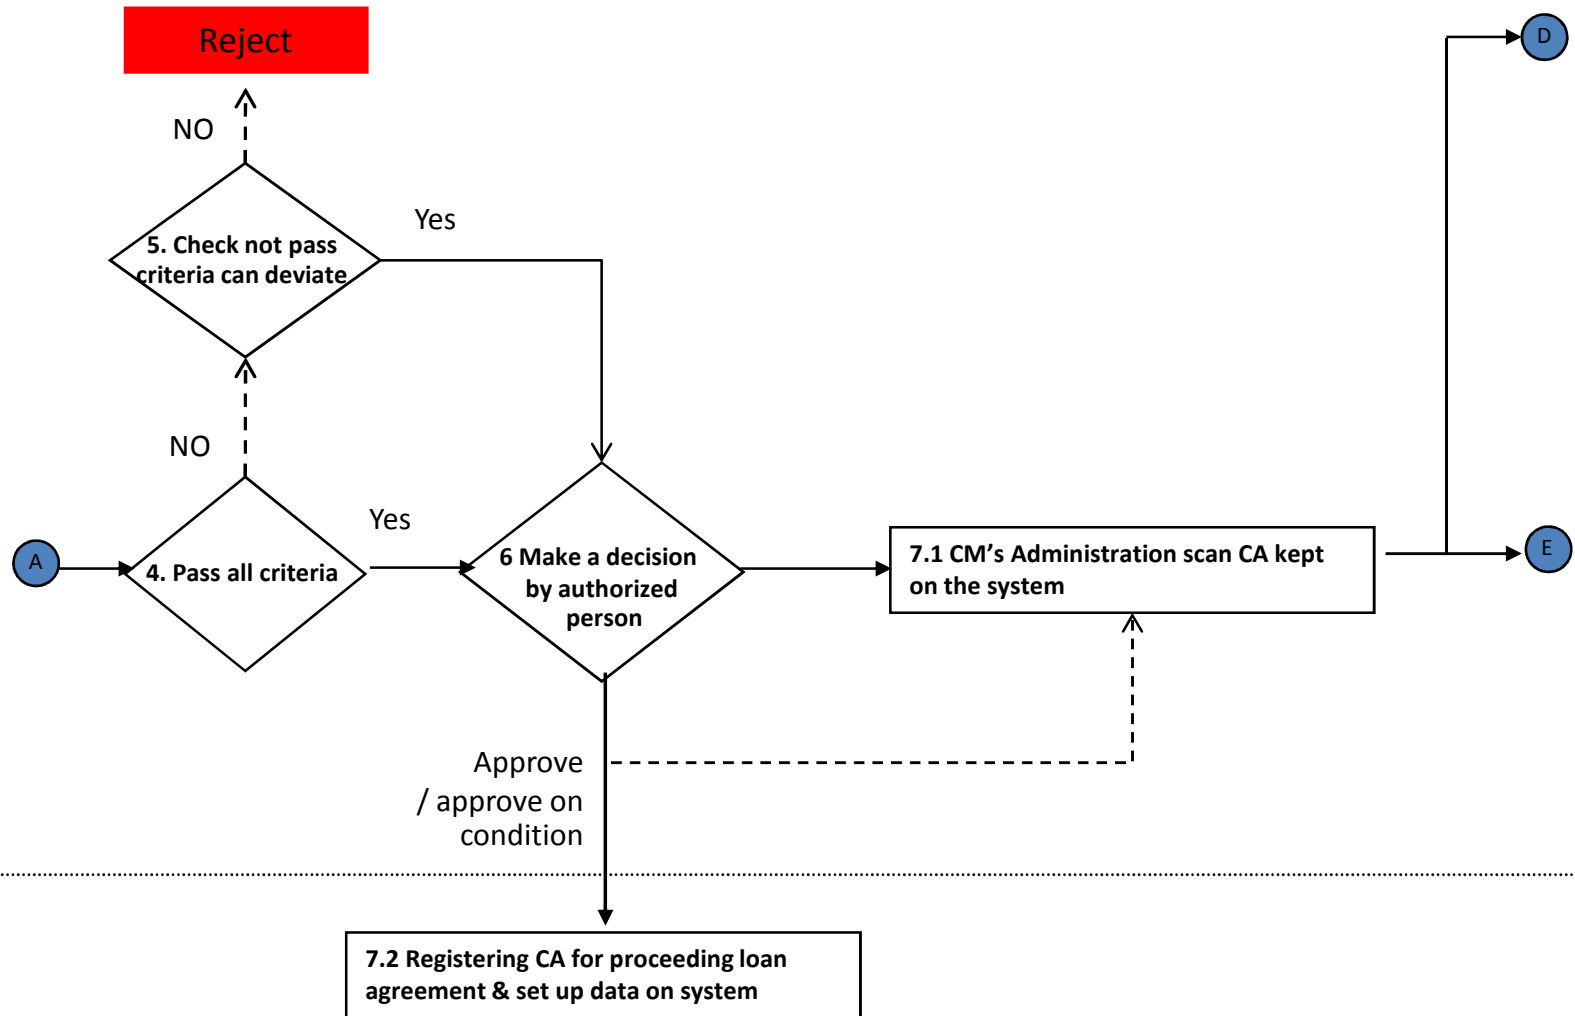 Reject
D
NO
5. Check not pass
criteria can deviate
Yes
NO
Yes
A
4. Pass all criteria
6 Make a decision
by authorized
person
7.1 CM’s Administration scan CA kept
on the system
E
Approve
/ approve on
condition
7.2 Registering CA for proceeding loan
agreement & set up data on system